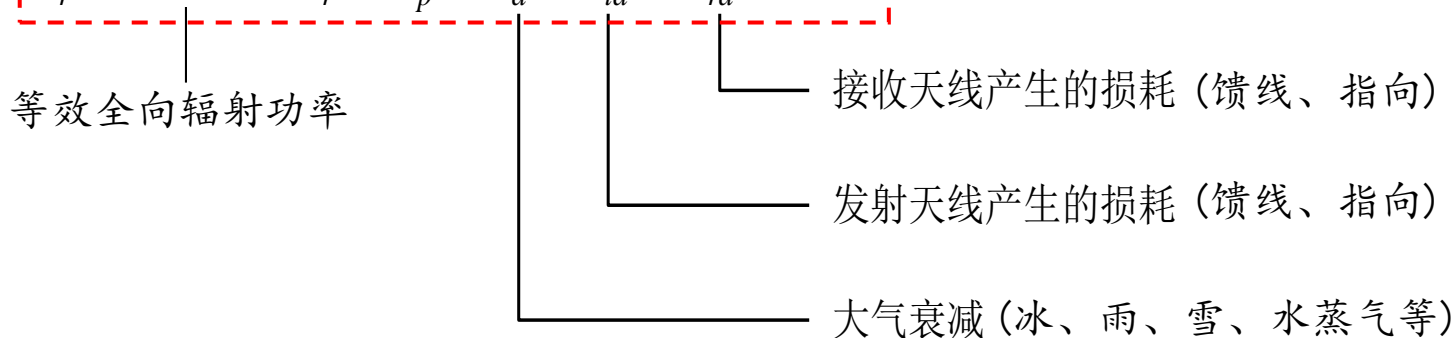 r r p a ta ra
接收天线产生的损耗(馈线、指向)
等效全向辐射功率
发射天线产生的损耗(馈线、指向)
大气衰减(冰、雨、雪、水蒸气等)